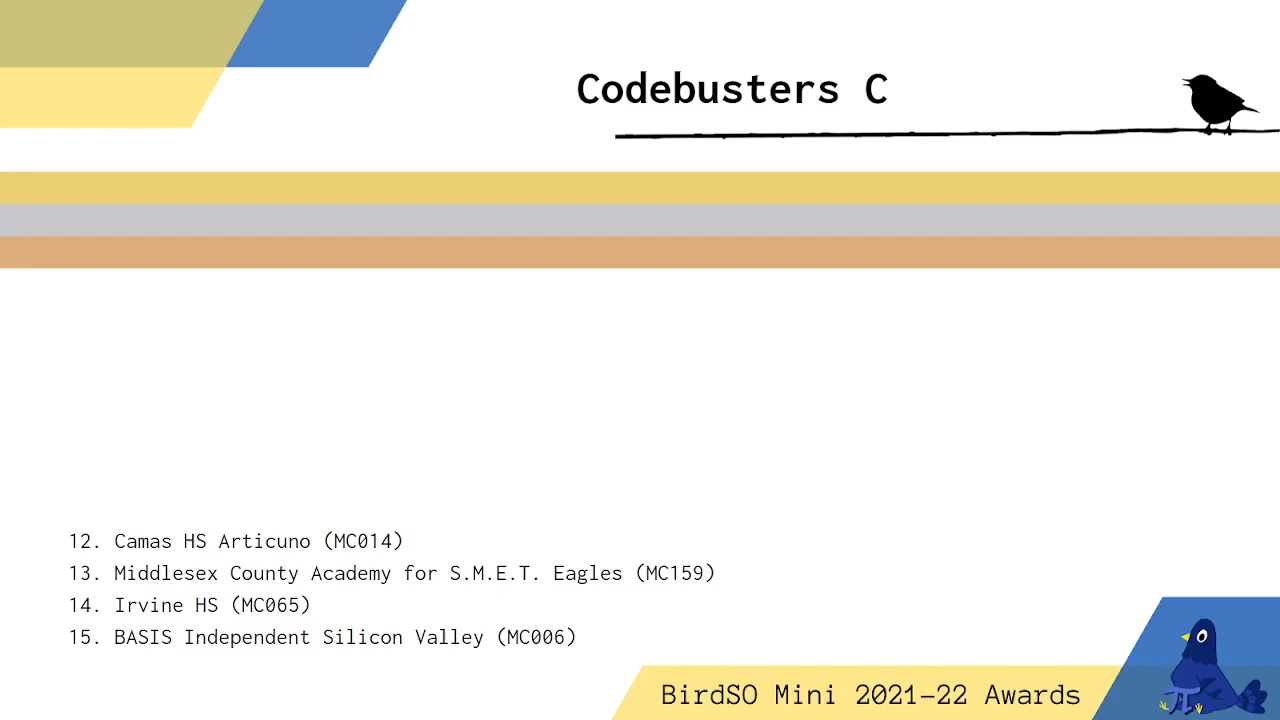 Codebusters C
12. Camas HS Articuno (MC014)
13. Middlesex County Academy for S.M.E.T. Eagles (MC159)
14. Irvine HS (MC065)
15. BASIS Independent Silicon Valley (MC006)
BirdSO Mini 2021–22 Awards
π